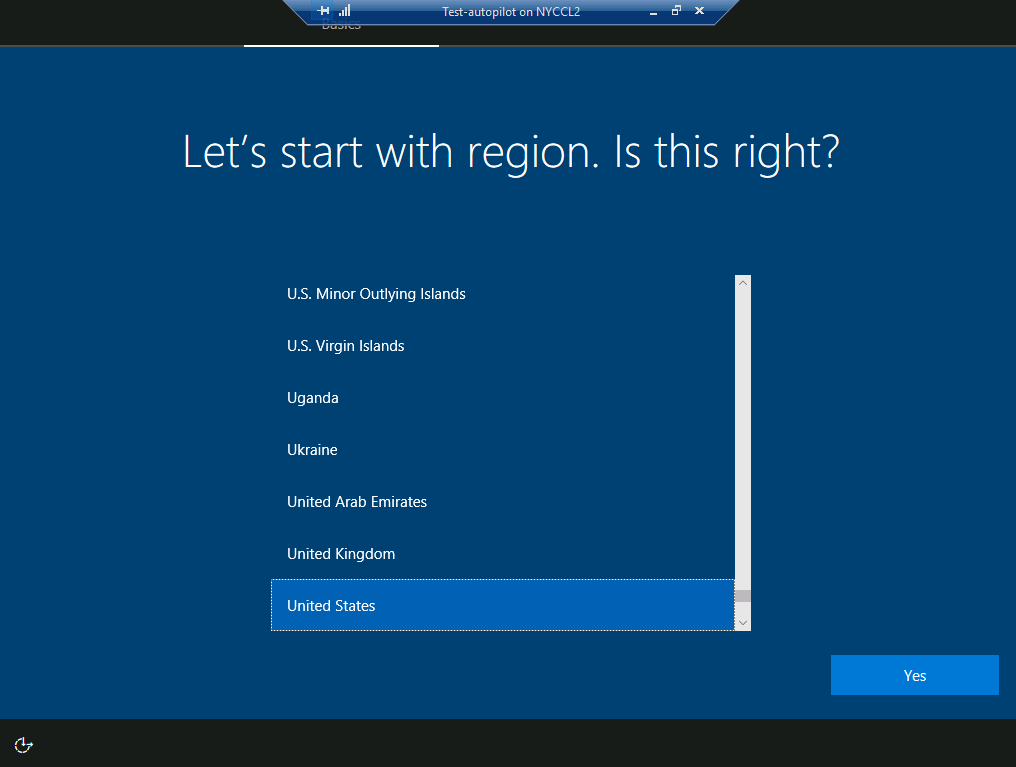 Test-autopilot on NYCCL2
Basics
Let's start with region. Is this right?
U.S. Minor Outlying Islands
U.S. Virgin Islands
Uganda
Ukraine
United Arab Emirates
United Kingdom
United States
Yes